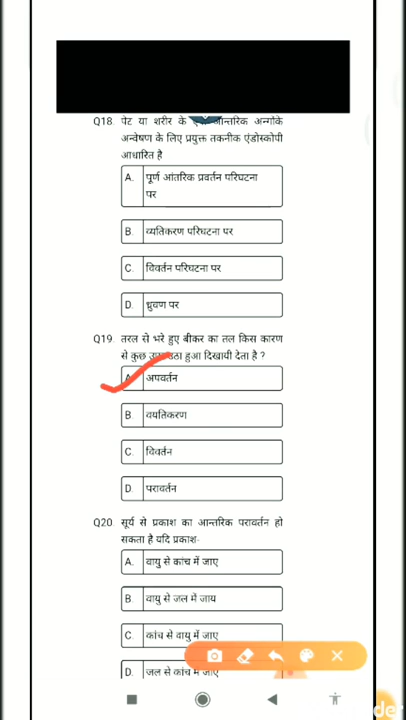 Q18. पेट या शरीर के आन्तरिक अन्गोंके
अन्वेषण के लिए प्रयुक्त तकनीक एंडोस्कोपी
आधारित है
A. पूर्ण आंतरिक प्रवर्तन परिघटना
पर
B. व्यतिकरण परिघटना पर
C. विवर्तन परिघटना पर
D. ध्रुवण पर
Q19. तरल से भरे हुए बीकर का तल किस कारण
से कुछ हुआ दिखायी देता है ?
A. अपवर्तन
B. वयतिकरण
C. विवर्तन
D. परावर्तन
Q20. सूर्य से प्रकाश का आन्तरिक परावर्तन हो
सकता है यदि प्रकाश-
A. वायु से कांच में जाए
B. वायु से जल में जाय
C. कांच से वायु में जाए
D. जल से कांच में जाए